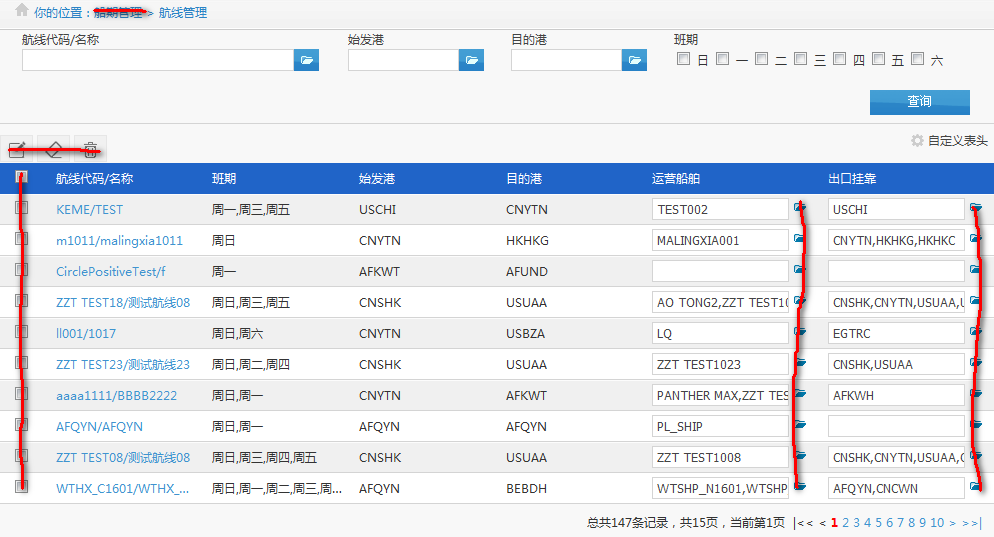 你的位置：船期管理 > 航线管理
航线代码/名称 始发港 目的港 班期
日 一 二 三 四 五 六
查询
自定义表头
航线代码/名称 班期 始发港 目的港 运营船舶 出口挂靠
KEME/TEST 周一,周三,周五 USCHI CNYTN TEST002 USCHI
m1011/malingxia1011 周日 CNYTN HKHKG MALINGXIA001 CNYTN,HKHKG,HKHKC
CirclePositiveTest/f 周一 AFKWT AFUND
ZZT TEST18/测试航线08 周日,周三,周五 CNSHK USUAA AO TONG2,ZZT TEST10 CNSHK,CNYTN,USUAA,U
ll001/1017 周日,周六 CNYTN USBZA LQ EGTRC
ZZT TEST23/测试航线23 周日,周二,周四 CNSHK USUAA ZZT TEST1023 CNSHK,USUAA
aaaa1111/BBBB2222 周日,周一 CNYTN AFKWT PANTHER MAX,ZZT TES AFKWH
AFQYN/AFQYN 周日,周一 AFQYN AFQYN PL_SHIP
ZZT TEST08/测试航线08 周日,周三,周四,周五 CNSHK USUAA ZZT TEST1008 CNSHK,CNYTN,USUAA,C
WTHX_C1601/WTHX_... 周日,周一,周二,周三,周... AFQYN BEBDH WTSHP_N1601,WTSHP AFQYN,CNCWN
总共147条记录，共15页，当前第1页 |<< < 1 2 3 4 5 6 7 8 9 10 > >>|